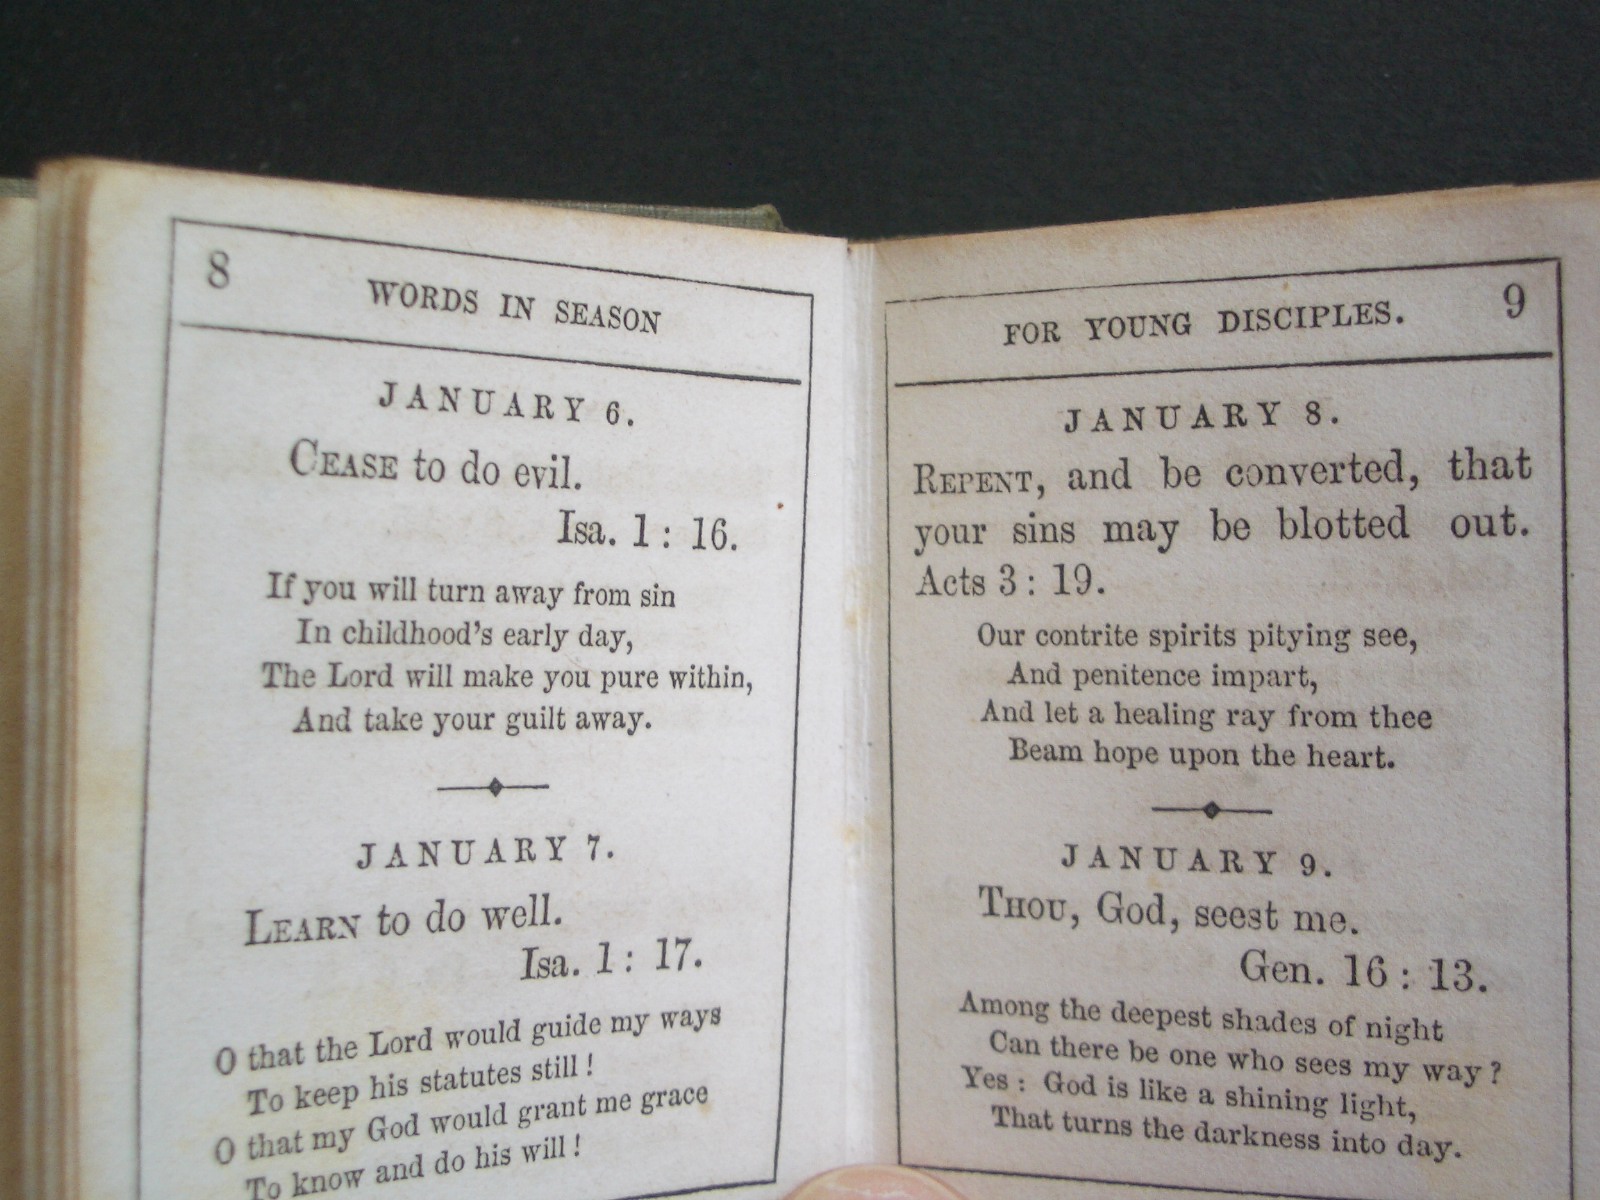 8
WORDS IN SEASON
JANUARY 6.
CEASE to do evil.
Isa. 1 : 16.
If you will turn away from sin
In childhood's early day,
The Lord will make you pure within,
And take your guilt away.
JANUARY 7.
LEARN to do well.
Isa. 1 : 17.
O that the Lord would guide my ways
To keep his statutes still !
O that my God would grant me grace
To know and do his will !
FOR YOUNG DISCIPLES. 9
JANUARY 8.
REPENT, and be converted, that
your sins may be blotted out.
Acts 3 : 19.
Our contrite spirits pitying see,
And penitence impart,
And let a healing ray from thee
Beam hope upon the heart.
JANUARY 9.
THOU, God, seest me.
Gen. 16 : 13.
Among the deepest shades of night
Can there be one who sees my way ?
Yes : God is like a shining light,
That turns the darkness into day.